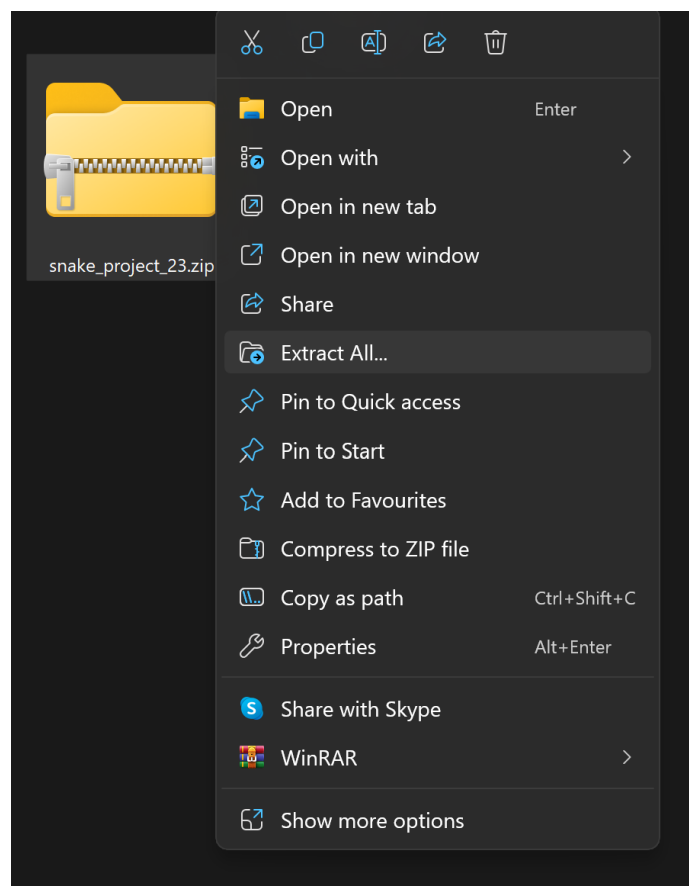 Open Enter
Open with
Open in new tab
Open in new window
Share
Extract All...
Pin to Quick access
Pin to Start
Add to Favourites
Compress to ZIP file
Copy as path Ctrl+Shift+C
Properties Alt+Enter
Share with Skype
WinRAR
Show more options
snake_project_23.zip